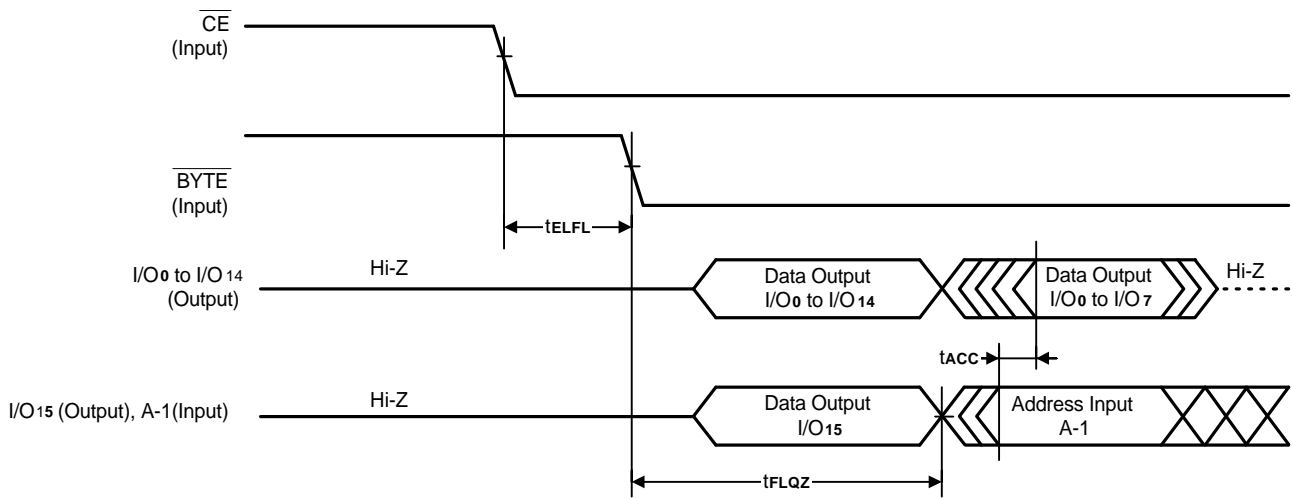 CE
(Input)
BYTE
(Input)
tELFL
I/O0 to I/O14
(Output)
Hi-Z
Data Output
I/O0 to I/O14
Data Output
I/O0 to I/O7
Hi-Z
tACC
I/O15 (Output), A-1(Input)
Hi-Z
Data Output
I/O15
Address Input
A-1
tFLQZ